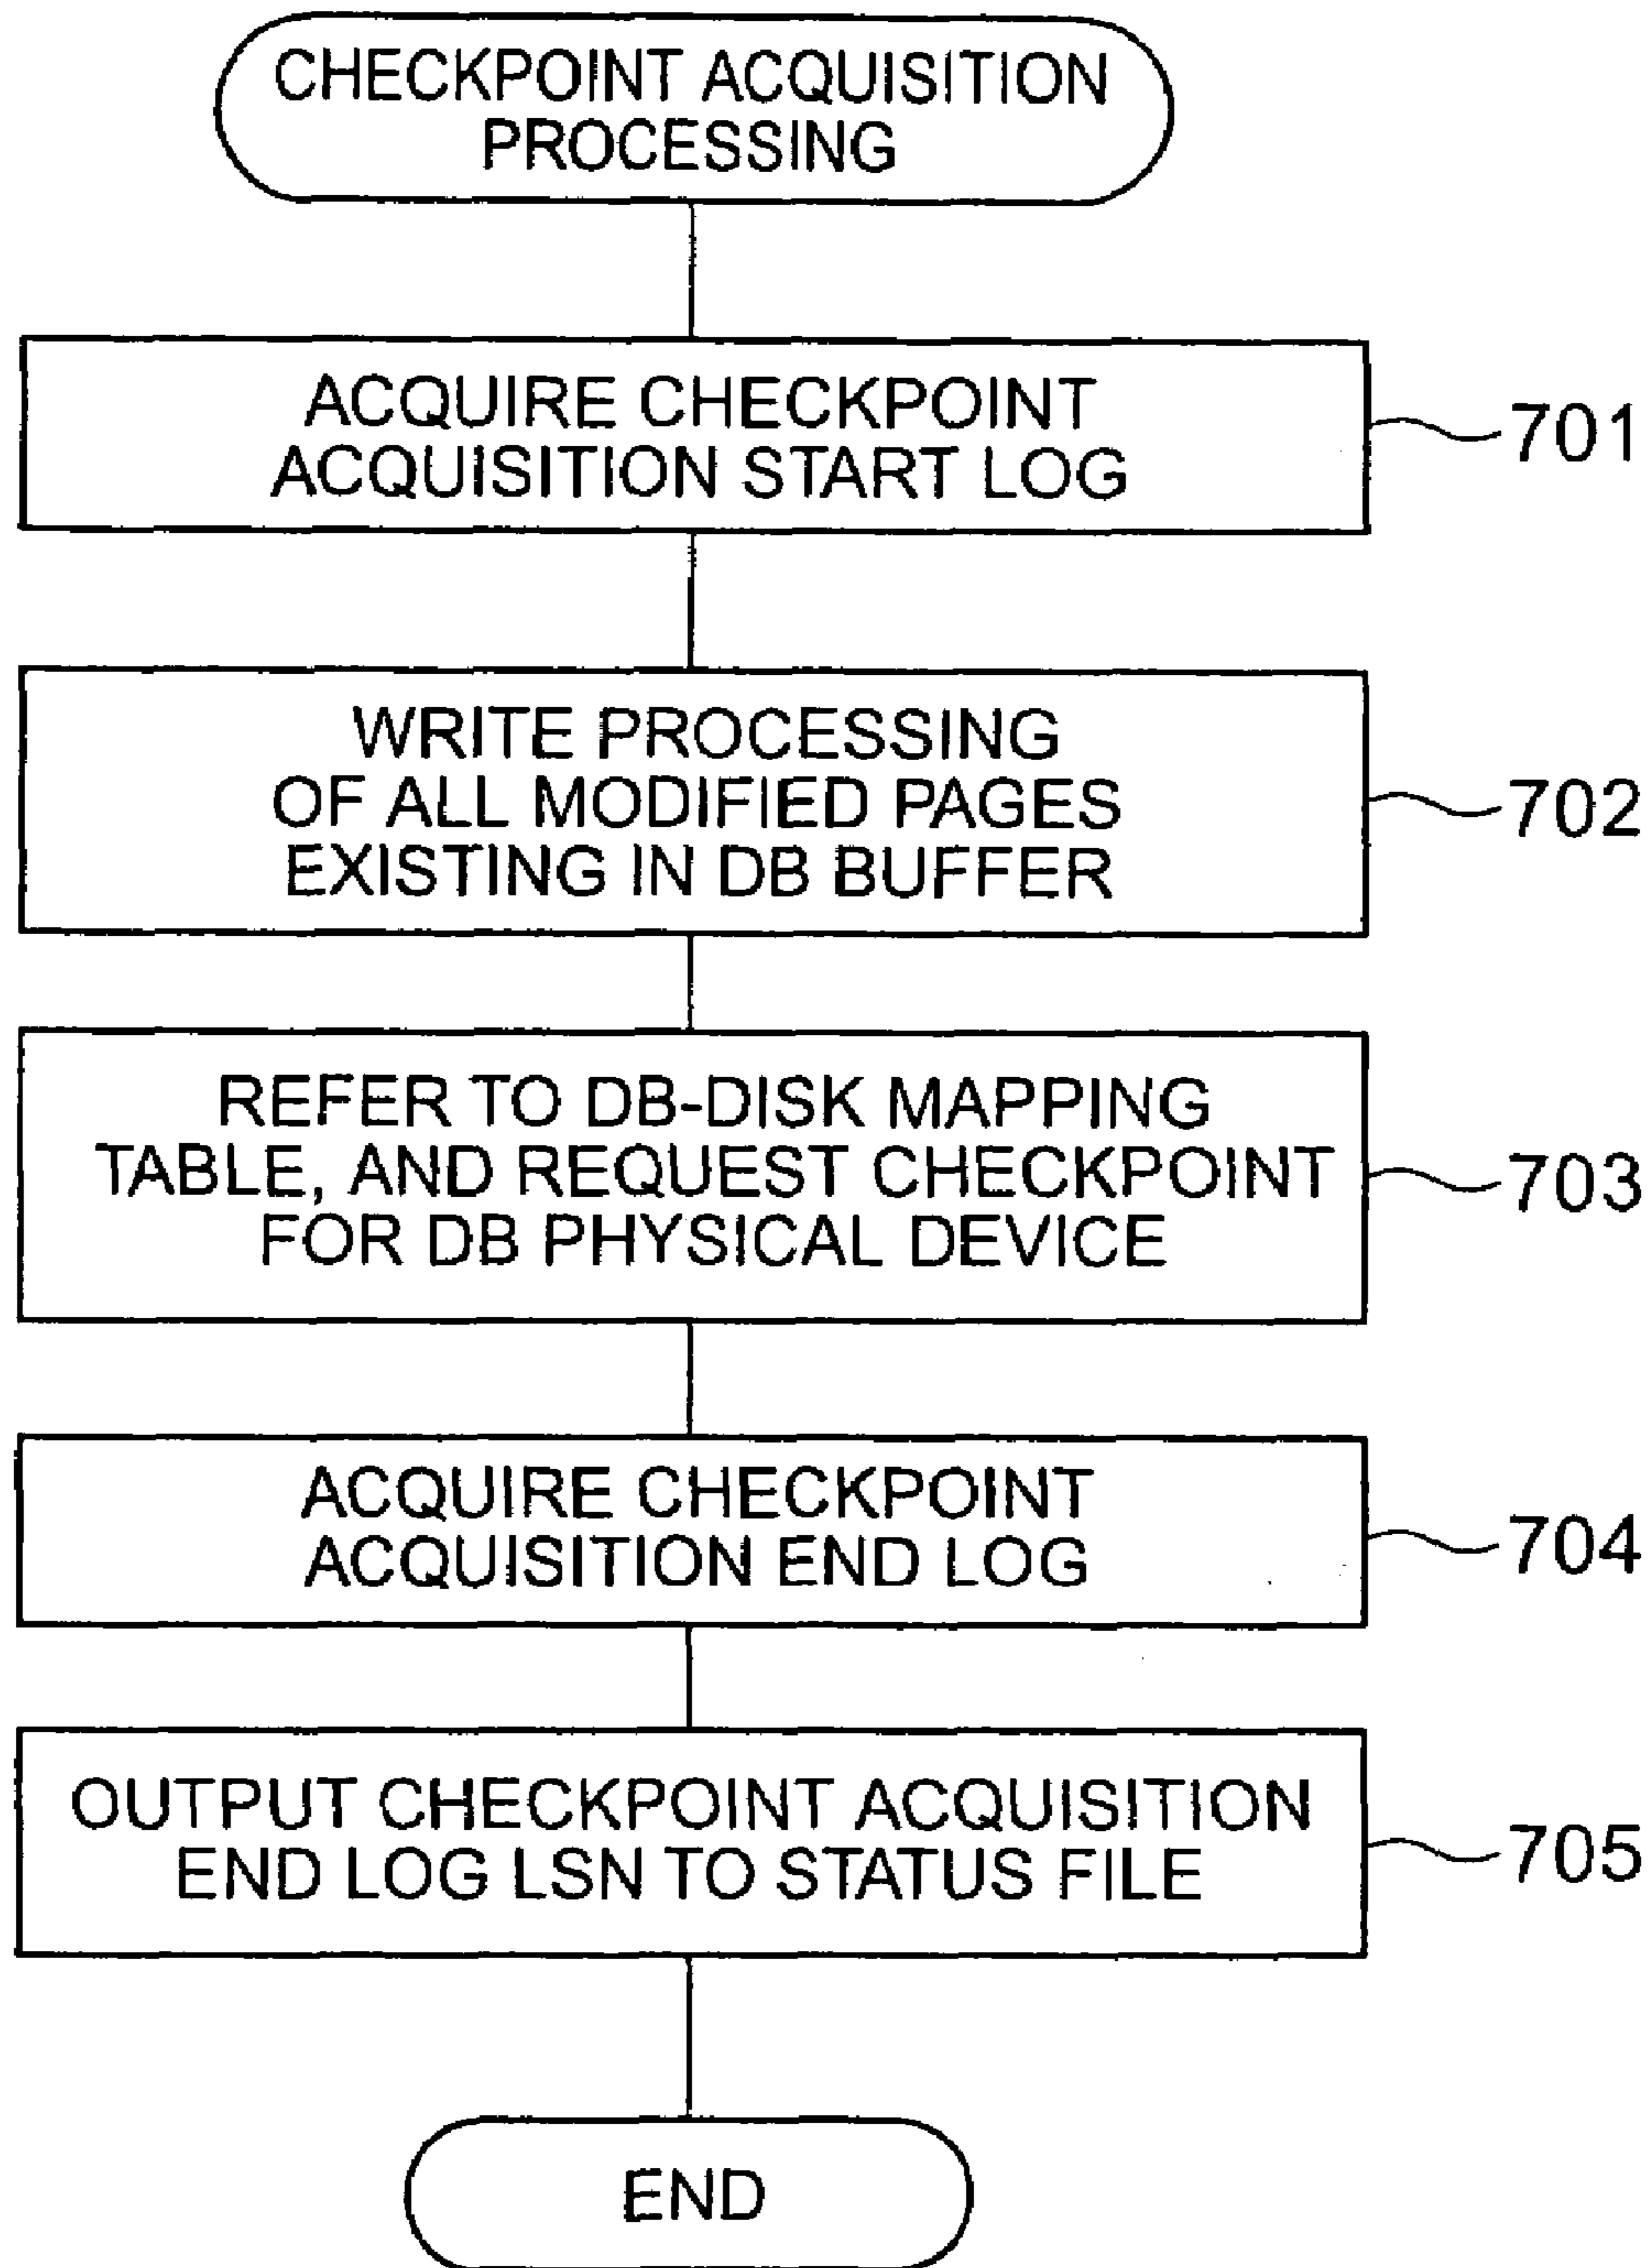 CHECKPOINT ACQUISITION
PROCESSING
ACQUIRE CHECKPOINT
ACQUISITION START LOG
701
WRITE PROCESSING
OF ALL MODIFIED PAGES
EXISTING IN DB BUFFER
702
REFER TO DB-DISK MAPPING
TABLE, AND REQUEST CHECKPOINT
FOR DB PHYSICAL DEVICE
703
ACQUIRE CHECKPOINT
ACQUISITION END LOG
704
OUTPUT CHECKPOINT ACQUISITION
END LOG LSN TO STATUS FILE
705
END